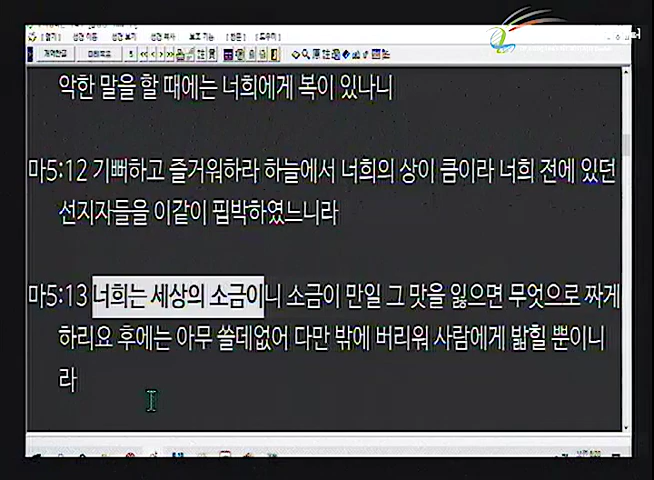 개역한글
악한 말을 할 때에는 너희에게 복이 있나니
마5:12 기뻐하고 즐거워하라 하늘에서 너희의 상이 큼이라 너희 전에 있던
선지자들을 이같이 핍박하였느니라
마5:13 너희는 세상의 소금이니 소금이 만일 그 맛을 잃으면 무엇으로 짜게
하리요 후에는 아무 쓸데없어 다만 밖에 버리워 사람에게 밟힐 뿐이니
라